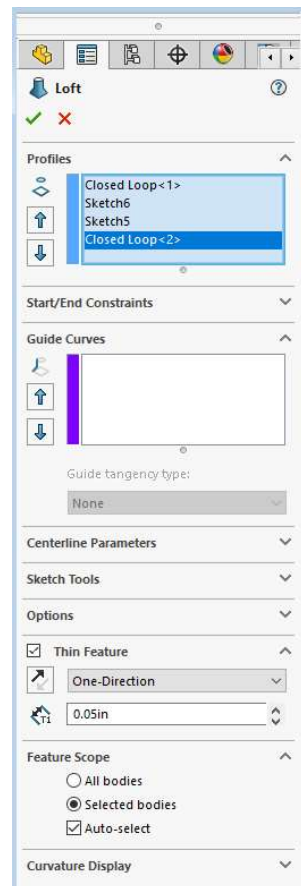 Loft
Profiles
Closed Loop<1>
Sketch6
Sketch5
Closed Loop<2>
Start/End Constraints
Guide Curves
Guide tangency type:
None
Centerline Parameters
Sketch Tools
Options
Thin Feature
One-Direction
T1
0.05in
Feature Scope
All bodies
Selected bodies
Auto-select
Curvature Display